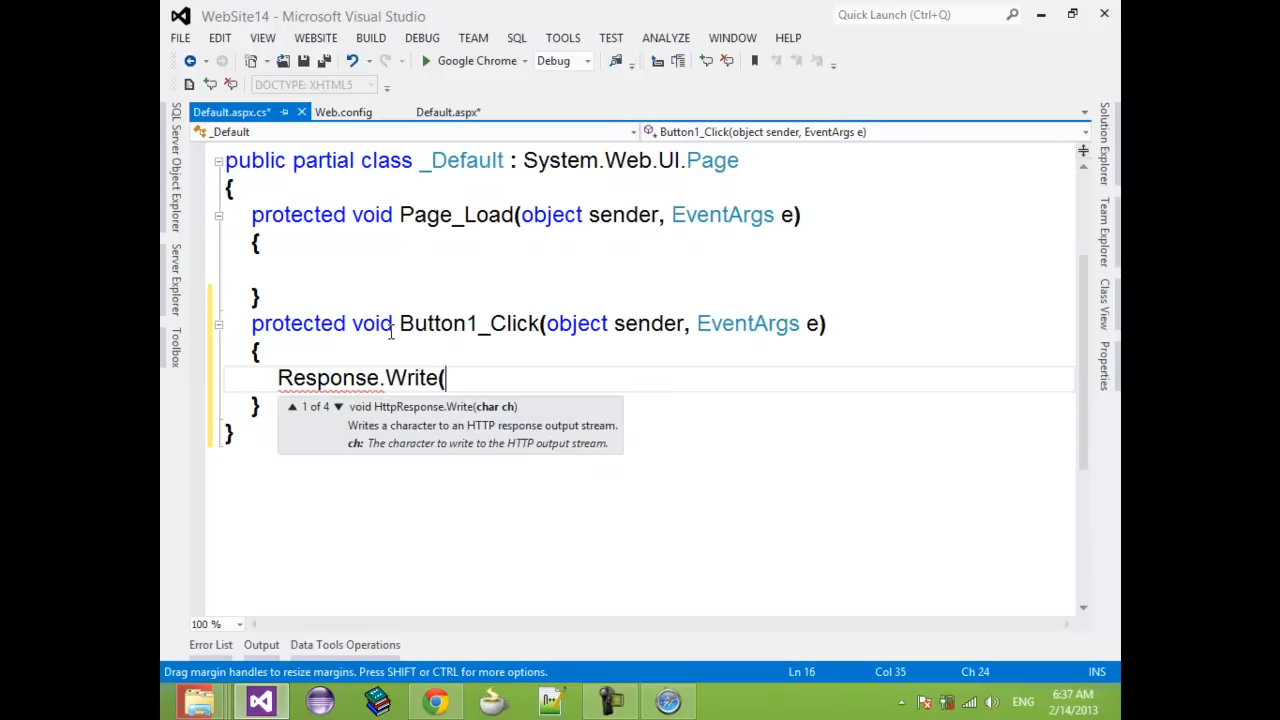 WebSite14 - Microsoft Visual Studio
Quick Launch (Ctrl+Q)
FILE EDIT VIEW WEBSITE BUILD DEBUG TEAM SQL TOOLS TEST ANALYZE WINDOW HELP
Google Chrome Debug
DOCTYPE: XHTML5
Default.aspx.cs* Web.config Default.aspx*
_Default Button1_Click(object sender, EventArgs e)
public partial class _Default : System.Web.UI.Page
{
protected void Page_Load(object sender, EventArgs e)
{
}
protected void Button1_Click(object sender, EventArgs e)
{
Response.Write(
}
1 of 4 void HttpResponse.Write(char ch)
Writes a character to an HTTP response output stream.
ch: The character to write to the HTTP output stream.
}
SQL Server Object Explorer
Server Explorer
Toolbox
Solution Explorer
Team Explorer
Class View
Properties
100 %
Error List Output Data Tools Operations
Drag margin handles to resize margins. Press SHIFT or CTRL for more options. Ln 16 Col 35 Ch 24 INS
ENG
6:37 AM
2/14/2013